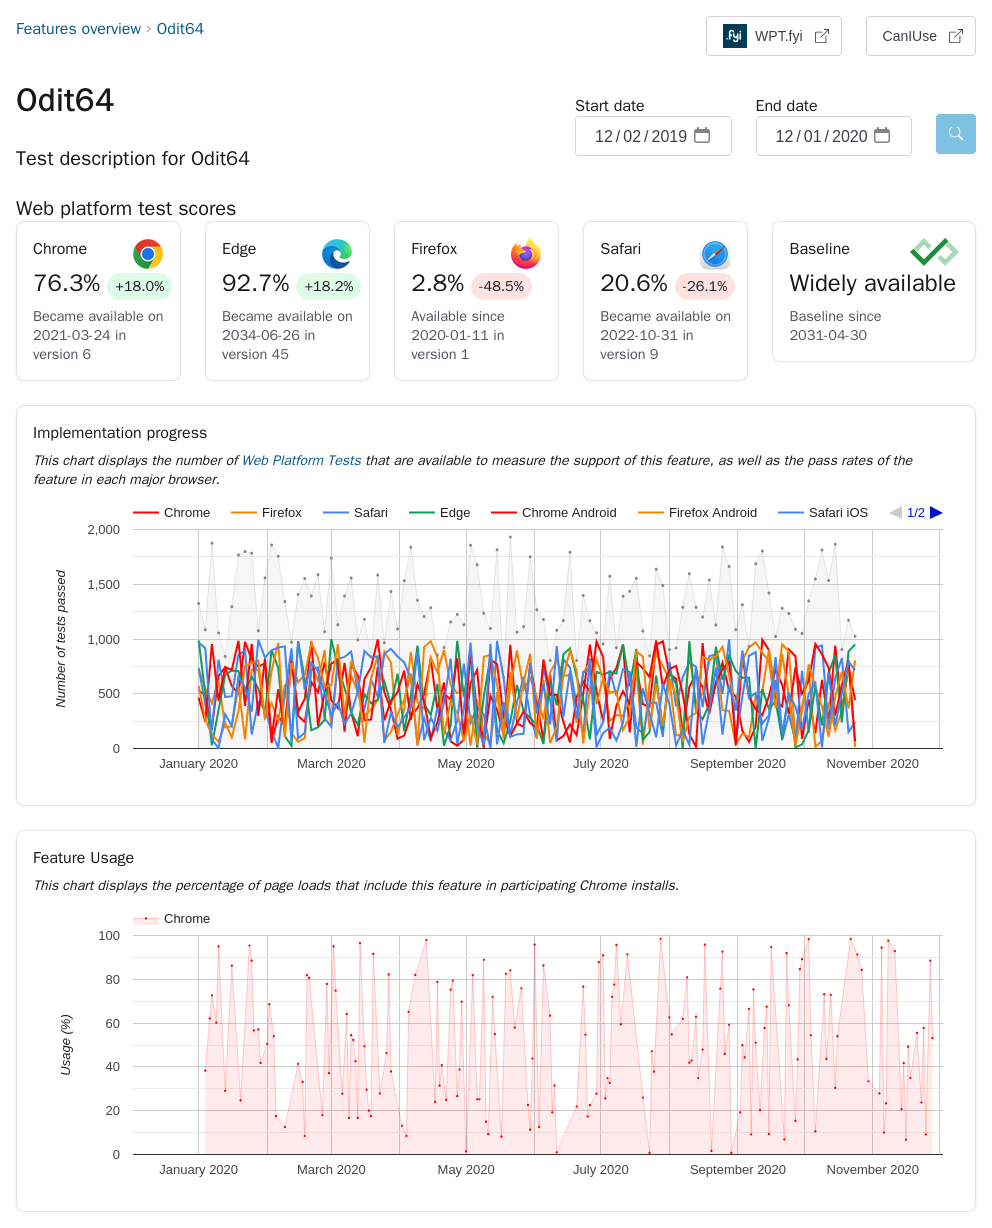 Features overview › Odit64
.fyi WPT.fyi
CanIUse
Odit64
Start date
End date
12/02/2019
12/01/2020
Test description for Odit64
Web platform test scores
Chrome
76.3% +18.0%
Became available on
2021-03-24 in
version 6
Edge
92.7% +18.2%
Became available on
2034-06-26 in
version 45
Firefox
2.8% -48.5%
Available since
2020-01-11 in
version 1
Safari
20.6% -26.1%
Became available on
2022-10-31 in
version 9
Baseline
Widely available
Baseline since
2031-04-30
Implementation progress
This chart displays the number of Web Platform Tests that are available to measure the support of this feature, as well as the pass rates of the
feature in each major browser.
Chrome Firefox Safari Edge Chrome Android Firefox Android Safari iOS 1/2
Number of tests passed
2,000
1,500
1,000
500
0
January 2020 March 2020 May 2020 July 2020 September 2020 November 2020
Feature Usage
This chart displays the percentage of page loads that include this feature in participating Chrome installs.
Chrome
Usage (%)
100
80
60
40
20
0
January 2020 March 2020 May 2020 July 2020 September 2020 November 2020